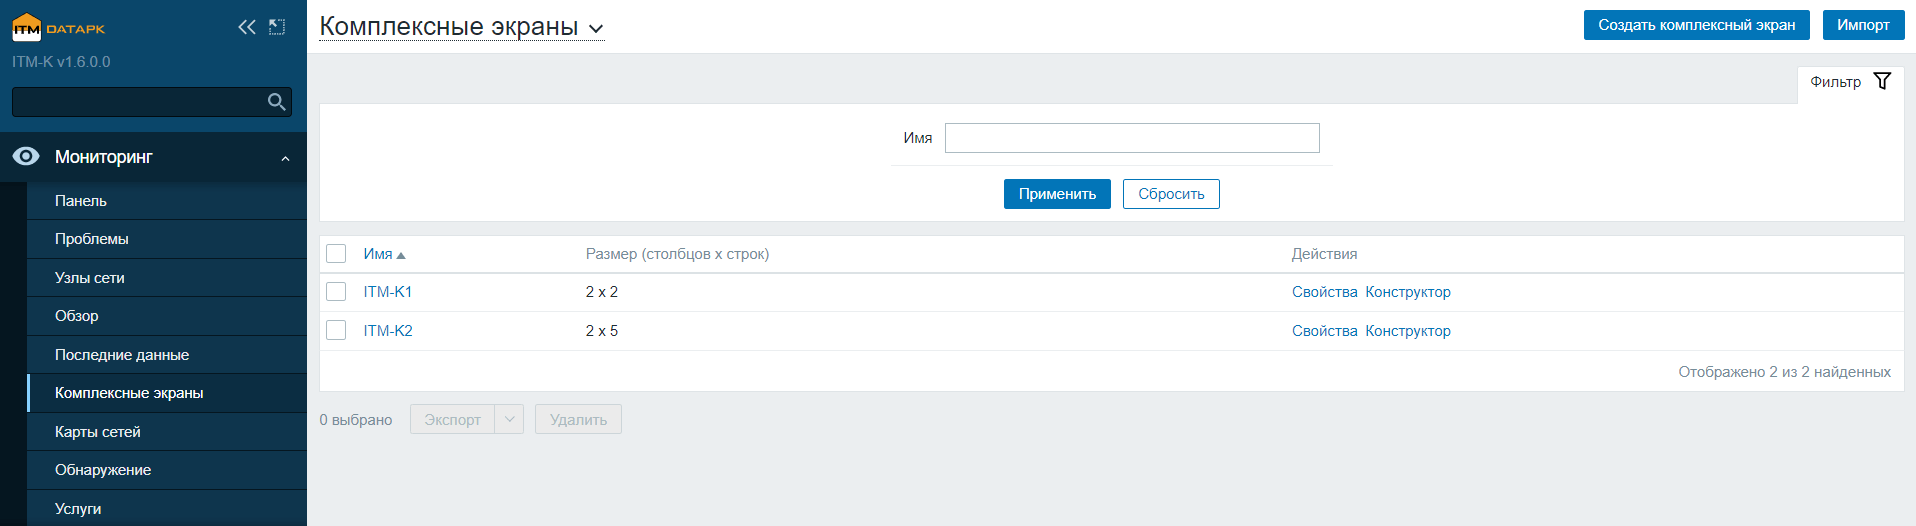 ITM DATAPK
ITM-K v1.6.0.0
Мониторинг
Панель
Проблемы
Узлы сети
Обзор
Последние данные
Комплексные экраны
Карты сетей
Обнаружение
Услуги
Комплексные экраны
Создать комплексный экран Импорт
Фильтр
Имя
Применить Сбросить
Имя Размер (столбцов x строк) Действия
ITM-K1 2 x 2 Свойства Конструктор
ITM-K2 2 x 5 Свойства Конструктор
Отображено 2 из 2 найденных
0 выбрано Экспорт Удалить